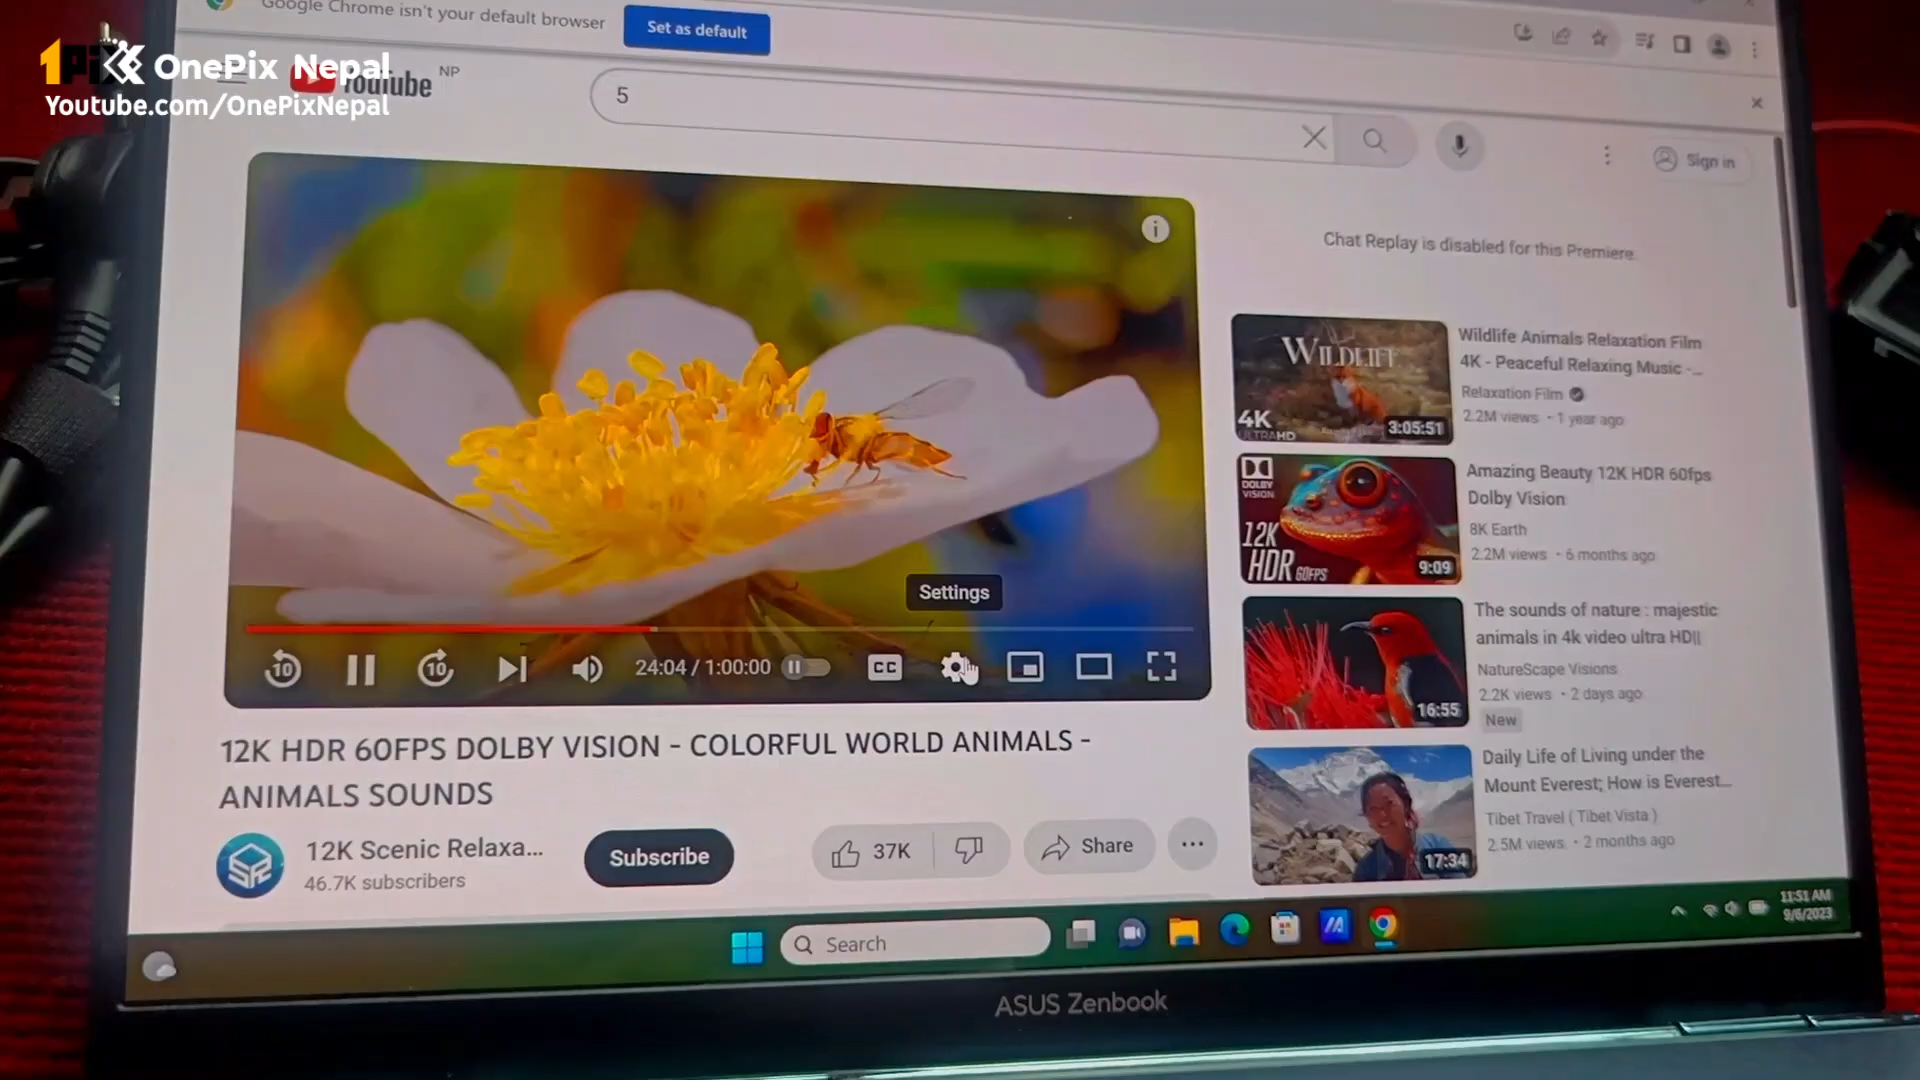 Google Chrome isn't your default browser
Set as default
1Pix OnePix Nepal
Youtube.com/OnePixNepal
YouTube NP
5
Sign in
Chat Replay is disabled for this Premiere.
WILDLIFE
4K
ULTRAHD
3:05:51
Wildlife Animals Relaxation Film
4K - Peaceful Relaxing Music -...
Relaxation Film
2.2M views • 1 year ago
DOLBY
VISION
12K
HDR 60FPS
9:09
Amazing Beauty 12K HDR 60fps
Dolby Vision
8K Earth
2.2M views • 6 months ago
Settings
10
10
24:04 / 1:00:00
CC
16:55
The sounds of nature : majestic
animals in 4k video ultra HD||
NatureScape Visions
2.2K views • 2 days ago
New
12K HDR 60FPS DOLBY VISION - COLORFUL WORLD ANIMALS -
ANIMALS SOUNDS
17:34
Daily Life of Living under the
Mount Everest; How is Everest...
Tibet Travel ( Tibet Vista )
2.5M views • 2 months ago
12K Scenic Relaxa...
46.7K subscribers
Subscribe
37K
Share
Search
11:51 AM
9/6/2023
ASUS Zenbook